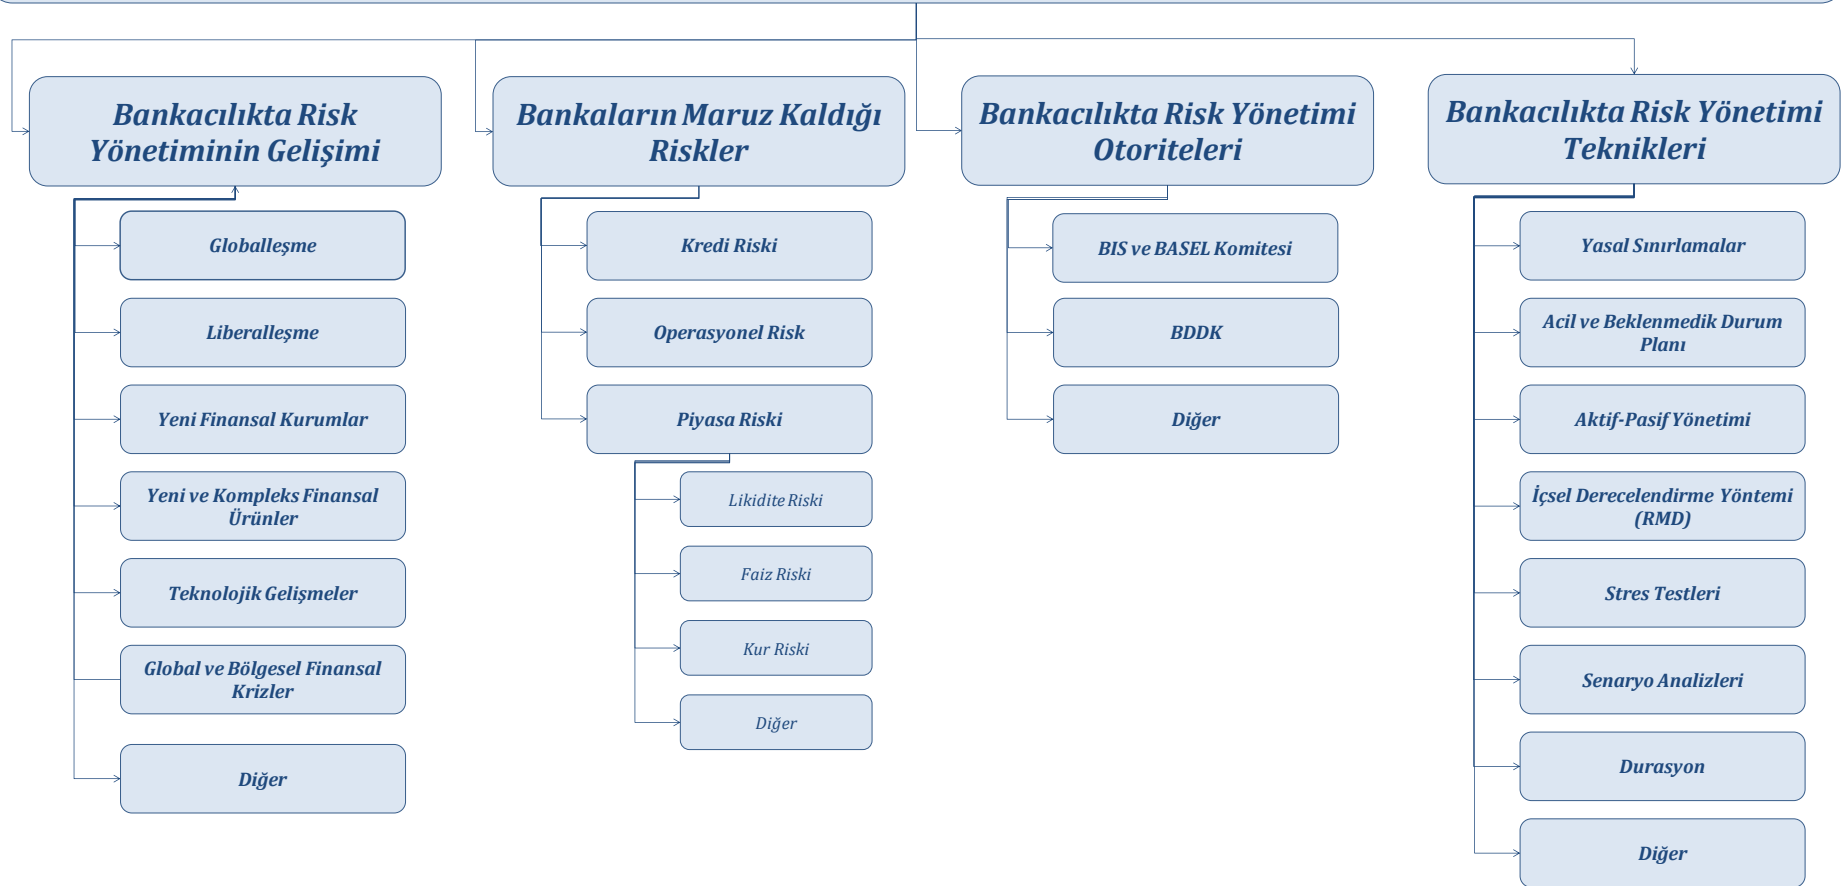 Bankacılıkta Risk
Yönetiminin Gelişimi
Globalleşme
Liberalleşme
Yeni Finansal Kurumlar
Yeni ve Kompleks Finansal
Ürünler
Teknolojik Gelişmeler
Global ve Bölgesel Finansal
Krizler
Diğer
Bankaların Maruz Kaldığı
Riskler
Kredi Riski
Operasyonel Risk
Piyasa Riski
Likidite Riski
Faiz Riski
Kur Riski
Diğer
Bankacılıkta Risk Yönetimi
Otoriteleri
BIS ve BASEL Komitesi
BDDK
Diğer
Bankacılıkta Risk Yönetimi
Teknikleri
Yasal Sınırlamalar
Acil ve Beklenmedik Durum
Planı
Aktif-Pasif Yönetimi
İçsel Derecelendirme Yöntemi
(RMD)
Stres Testleri
Senaryo Analizleri
Durasyon
Diğer